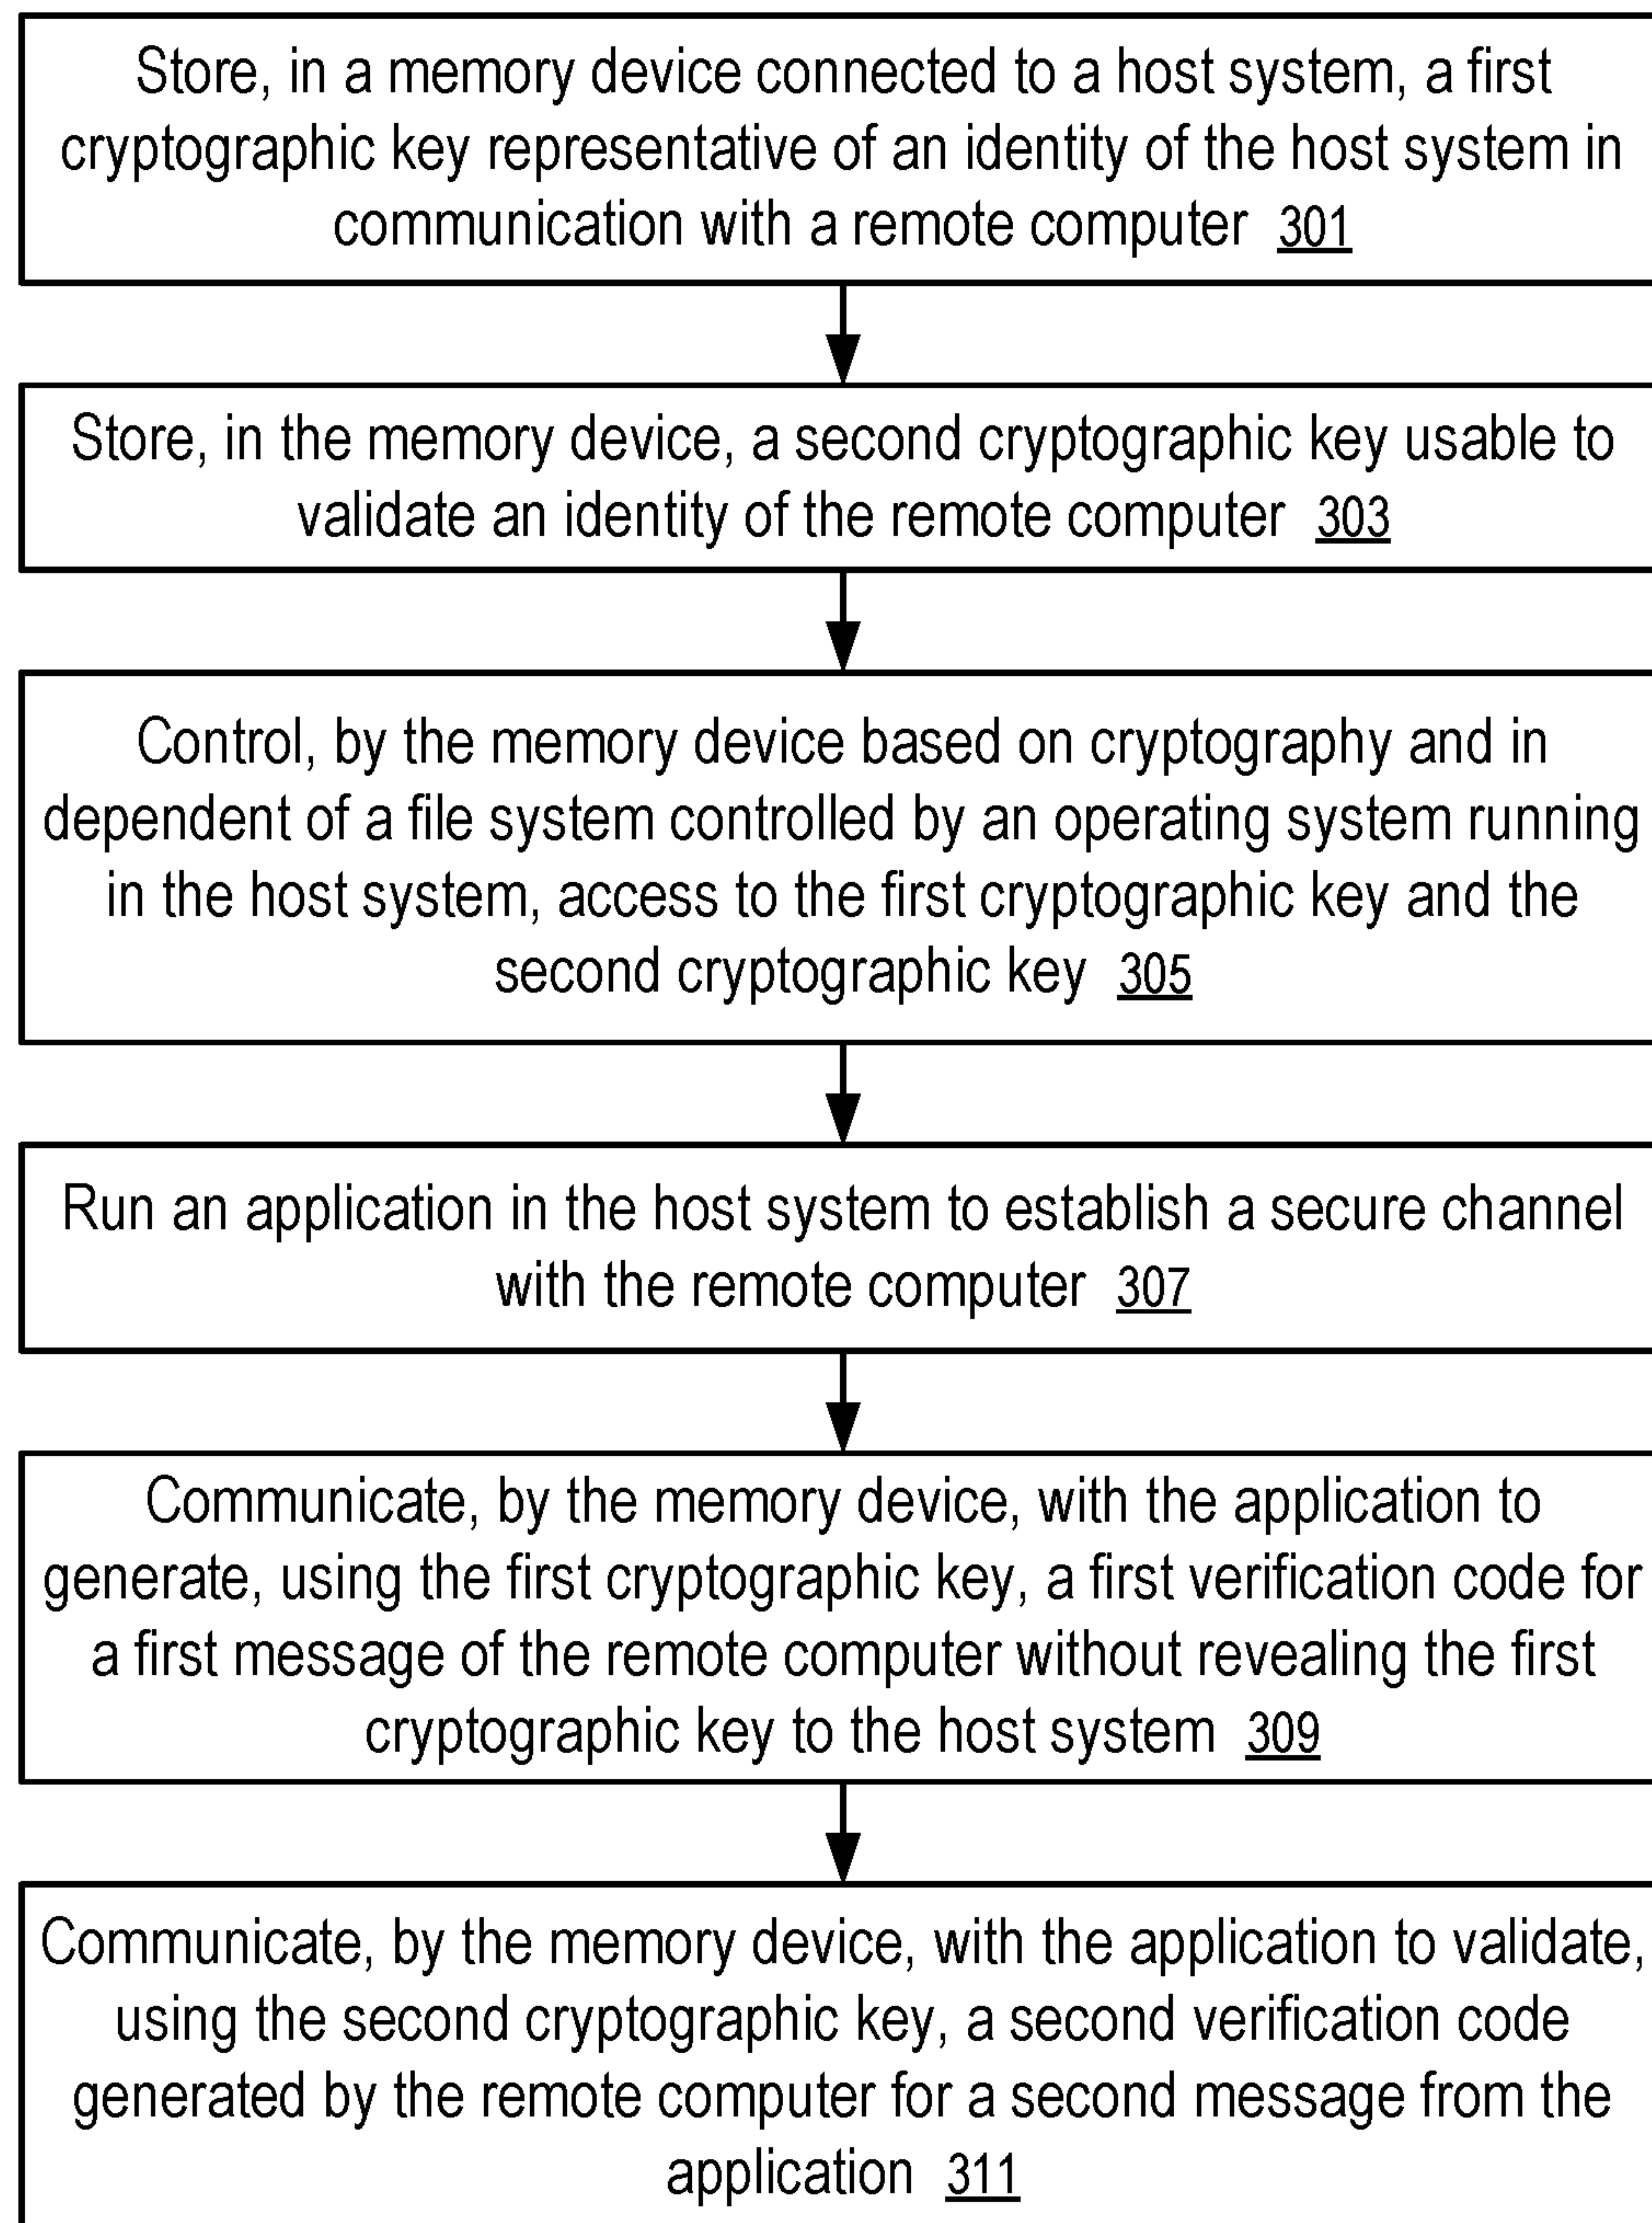 Store, in a memory device connected to a host system, a first
cryptographic key representative of an identity of the host system in
communication with a remote computer 301
Store, in the memory device, a second cryptographic key usable to
validate an identity of the remote computer 303
Control, by the memory device based on cryptography and in
dependent of a file system controlled by an operating system running
in the host system, access to the first cryptographic key and the
second cryptographic key 305
Run an application in the host system to establish a secure channel
with the remote computer 307
Communicate, by the memory device, with the application to
generate, using the first cryptographic key, a first verification code for
a first message of the remote computer without revealing the first
cryptographic key to the host system 309
Communicate, by the memory device, with the application to validate,
using the second cryptographic key, a second verification code
generated by the remote computer for a second message from the
application 311